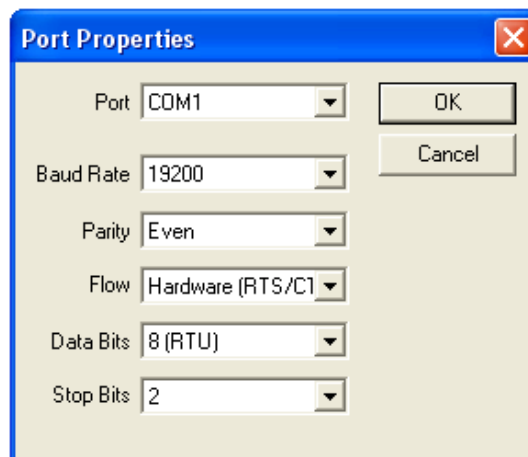 Port Properties
Port COM1 OK
Cancel
Baud Rate 19200
Parity Even
Flow Hardware (RTS/CT
Data Bits 8 (RTU)
Stop Bits 2